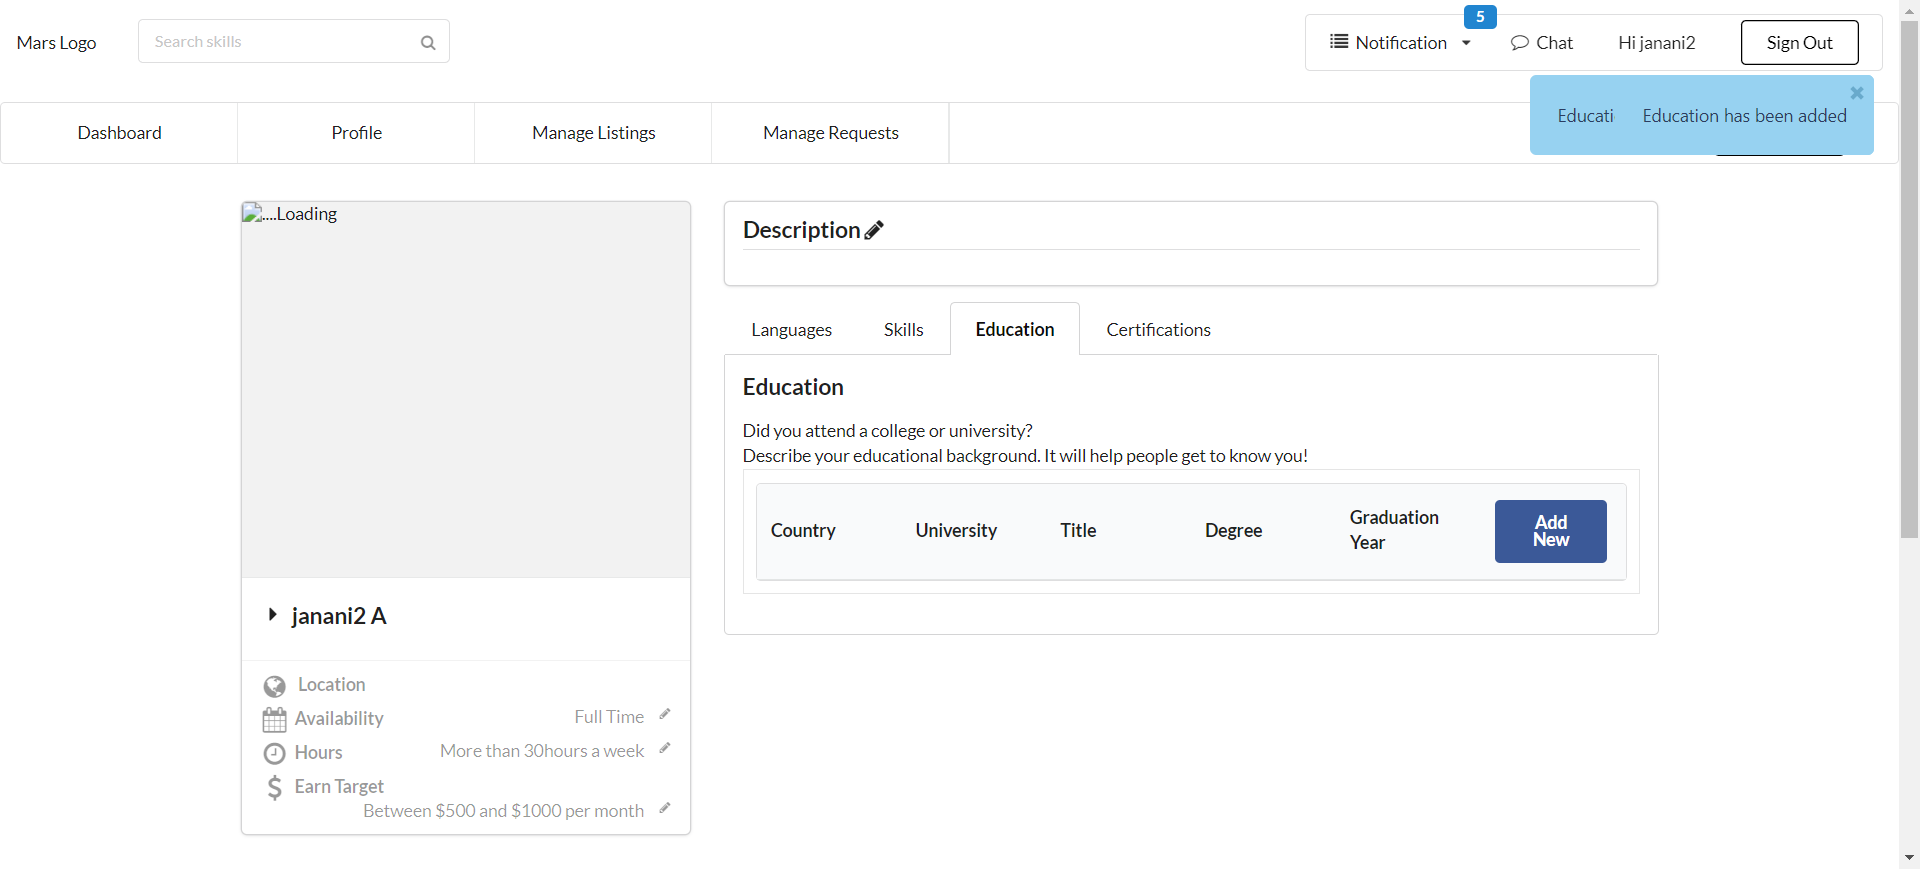 Mars Logo
Search skills
Notification
5
Chat
Hi janani2
Sign Out
Dashboard
Profile
Manage Listings
Manage Requests
Educati
Education has been added
....Loading
janani2 A
Location
Availability
Full Time
Hours
More than 30hours a week
Earn Target
Between $500 and $1000 per month
Description
Languages
Skills
Education
Certifications
Education
Did you attend a college or university?
Describe your educational background. It will help people get to know you!
Country
University
Title
Degree
Graduation
Year
Add
New